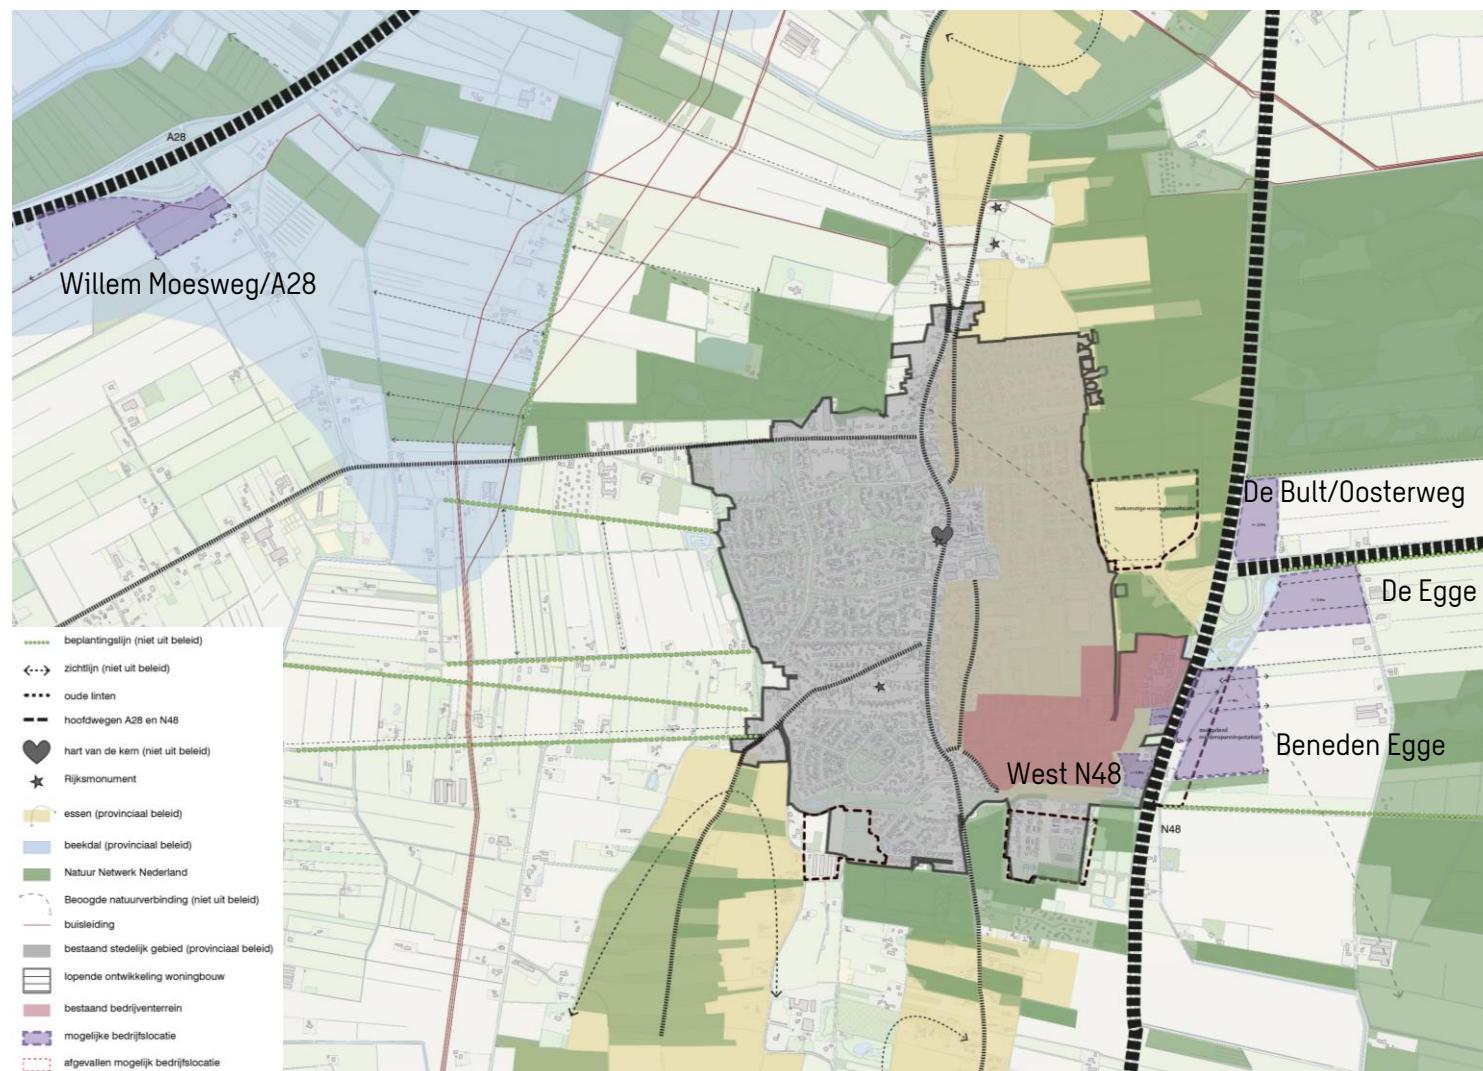 A28
Willem Moesweg/A28
toekomstige woningbouwlocatie
De Bult/Oosterweg
De Egge
Beneden Egge
West N48
N48
beplantingslijn (niet uit beleid)
zichtlijn (niet uit beleid)
oude linten
hoofdwegen A28 en N48
hart van de kern (niet uit beleid)
Rijksmonument
essen (provinciaal beleid)
beekdal (provinciaal beleid)
Natuur Netwerk Nederland
Beoogde natuurverbinding (niet uit beleid)
buisleiding
bestaand stedelijk gebied (provinciaal beleid)
lopende ontwikkeling woningbouw
bestaand bedrijventerrein
mogelijke bedrijfslocatie
afgevallen mogelijk bedrijfslocatie